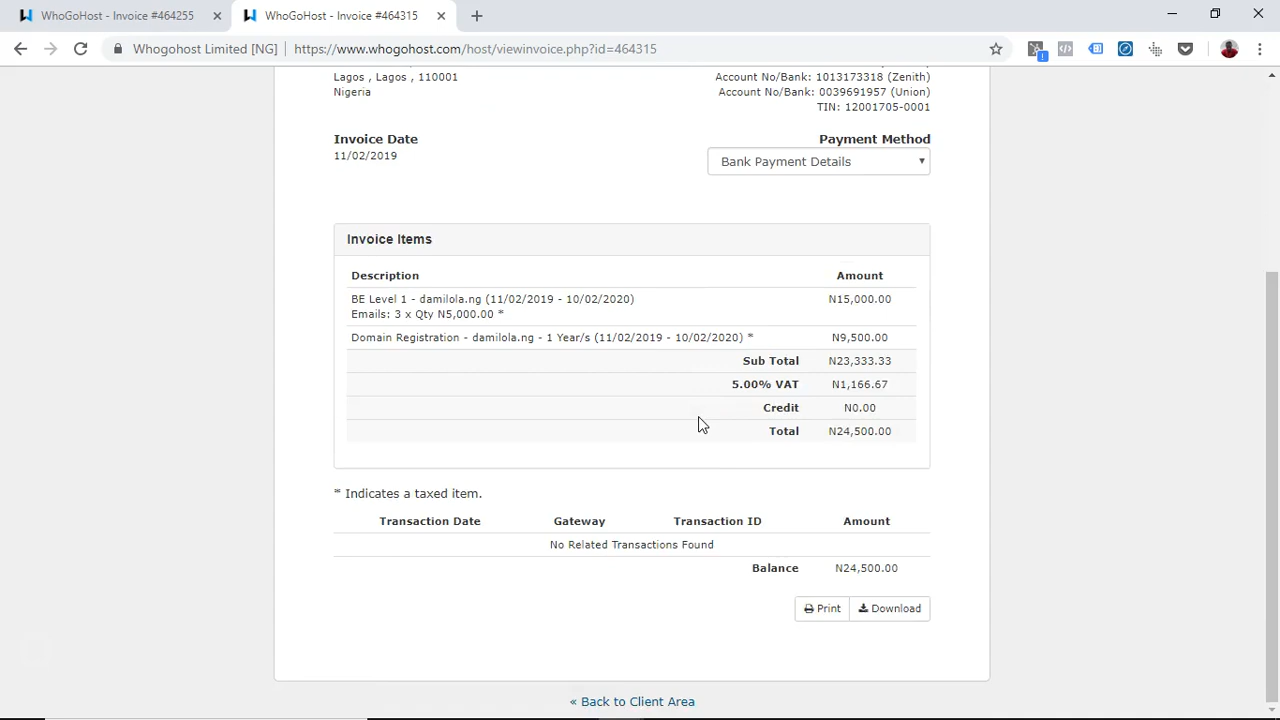 WhoGoHost - Invoice #464255
WhoGoHost - Invoice #464315
Whogohost Limited [NG]
https://www.whogohost.com/host/viewinvoice.php?id=464315
Lagos , Lagos , 110001
Nigeria
Account No/Bank: 1013173318 (Zenith)
Account No/Bank: 0039691957 (Union)
TIN: 12001705-0001
Invoice Date
11/02/2019
Payment Method
Bank Payment Details
Invoice Items
Description Amount
BE Level 1 - damilola.ng (11/02/2019 - 10/02/2020) N15,000.00
Emails: 3 x Qty N5,000.00 *
Domain Registration - damilola.ng - 1 Year/s (11/02/2019 - 10/02/2020) * N9,500.00
Sub Total N23,333.33
5.00% VAT N1,166.67
Credit N0.00
Total N24,500.00
* Indicates a taxed item.
Transaction Date Gateway Transaction ID Amount
No Related Transactions Found
Balance N24,500.00
Print Download
« Back to Client Area